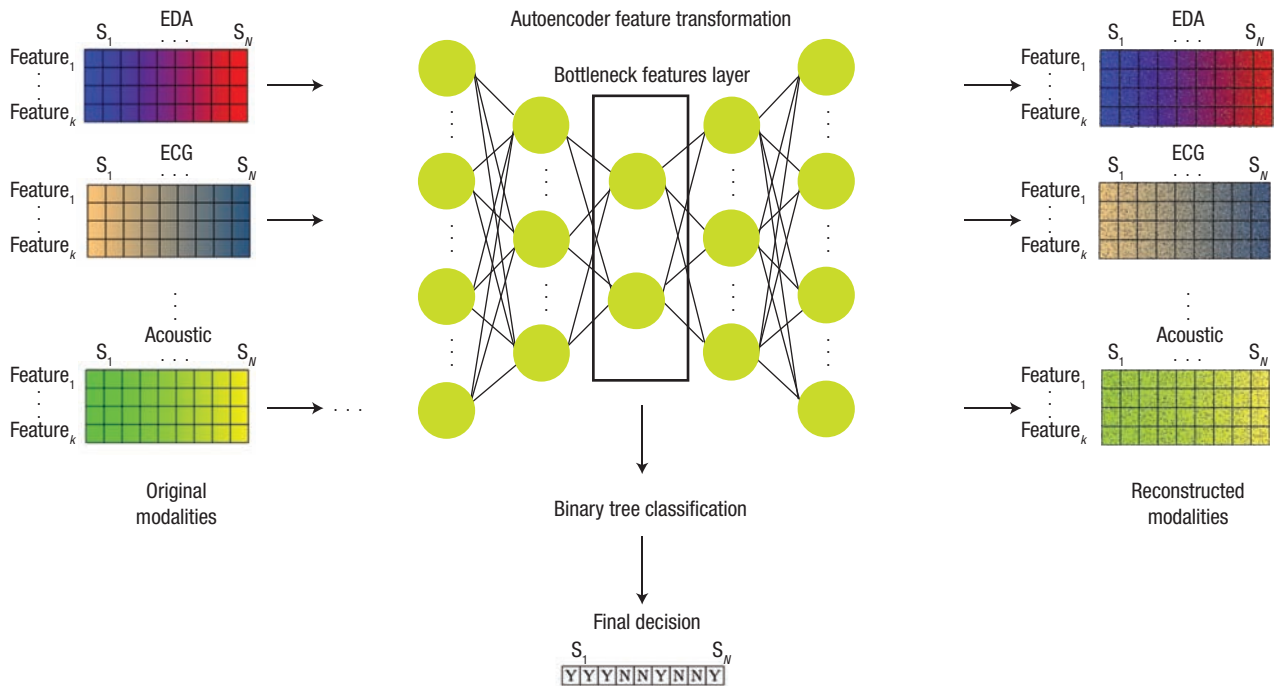 EDA
S1 . . . SN
Feature1
Featurek
ECG
S1 . . . SN
Feature1
Featurek
Acoustic
S1 . . . SN
Feature1
Featurek
. . .
Original
modalities
Autoencoder feature transformation
Bottleneck features layer
Binary tree classification
Final decision
S1 SN
Y Y Y N N Y N N Y
EDA
S1 . . . SN
Feature1
Featurek
ECG
S1 . . . SN
Feature1
Featurek
Acoustic
S1 . . . SN
Feature1
Featurek
Reconstructed
modalities